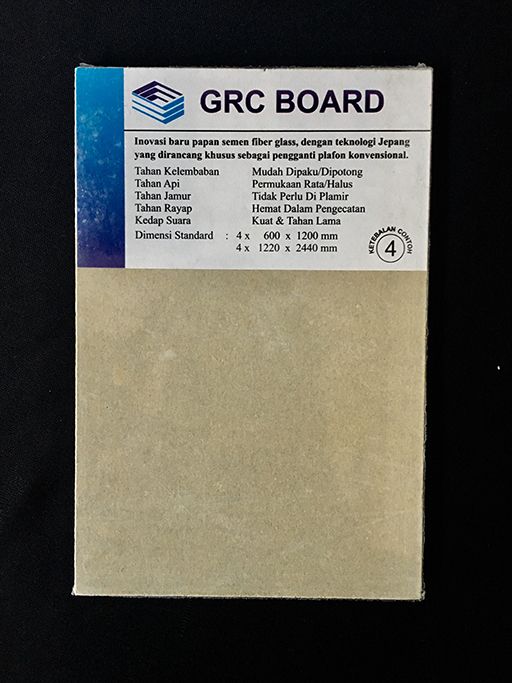 GRC BOARD
Inovasi baru papan semen fiber glass, dengan teknologi Jepang
yang dirancang khusus sebagai pengganti plafon konvensional.
Tahan Kelembaban Mudah Dipaku/Dipotong
Tahan Api Permukaan Rata/Halus
Tahan Jamur Tidak Perlu Di Plamir
Tahan Rayap Hemat Dalam Pengecatan
Kedap Suara Kuat & Tahan Lama
Dimensi Standard : 4 x 600 x 1200 mm
4 x 1220 x 2440 mm
KETEBALAN CONTOH
4